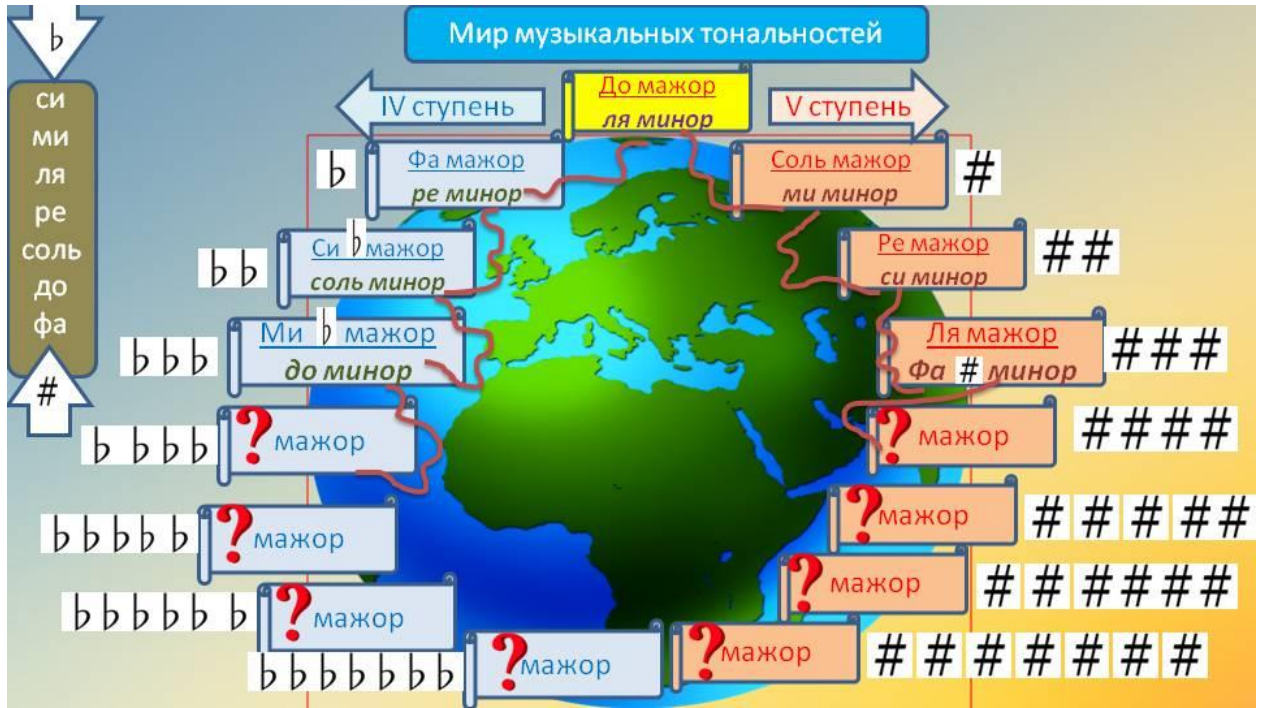 ♭
си
ми
ля
ре
соль
до
фа
#
Мир музыкальных тональностей
IV ступень
До мажор
ля минор
V ступень
♭
Фа мажор
ре минор
Соль мажор
ми минор
#
♭♭
Си ♭ мажор
соль минор
Ре мажор
си минор
##
♭♭♭
Ми ♭ мажор
до минор
Ля мажор
Фа # минор
###
♭♭♭♭
? мажор
? мажор
####
♭♭♭♭♭
? мажор
? мажор
#####
♭♭♭♭♭♭
? мажор
? мажор
######
♭♭♭♭♭♭♭
? мажор
? мажор
#######